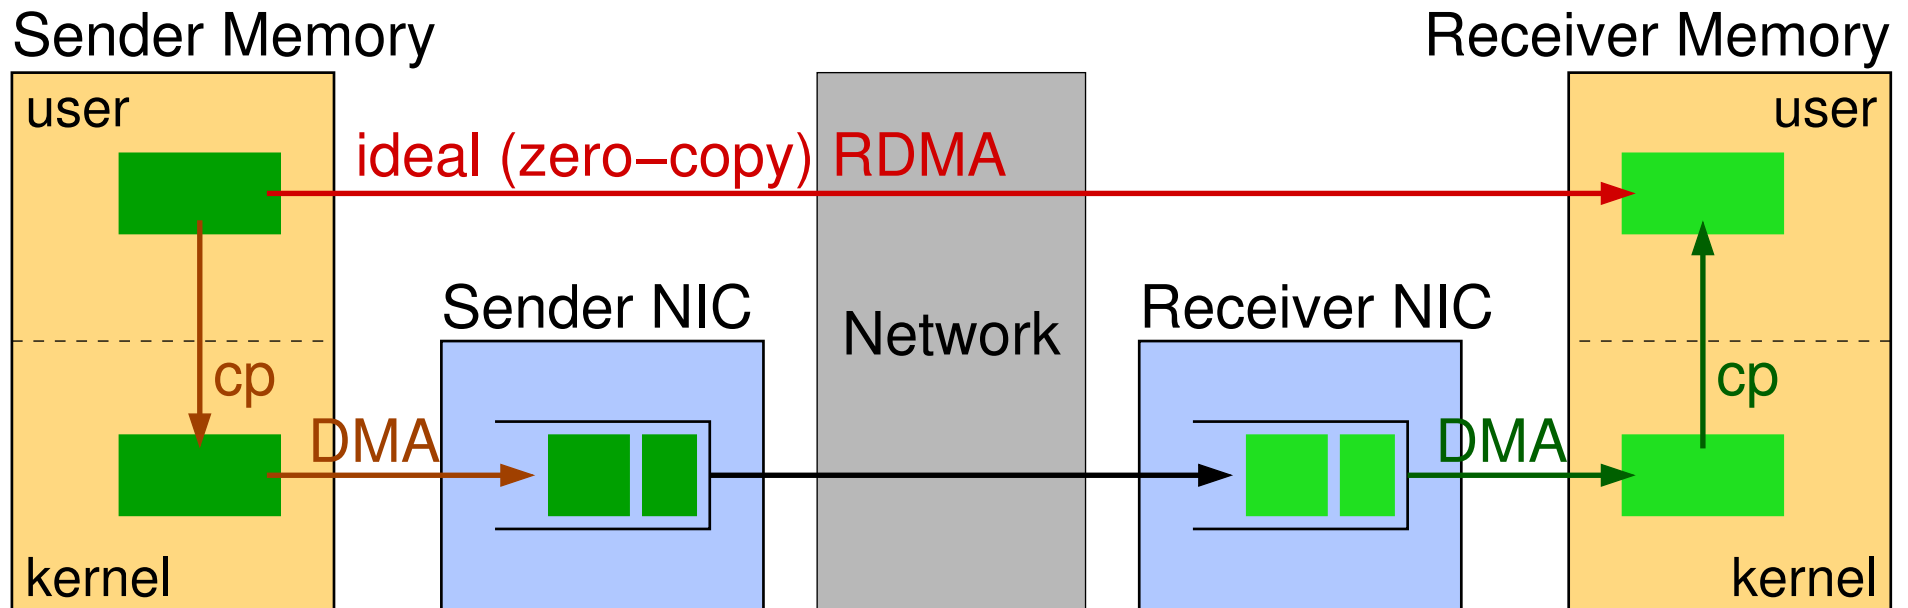 Sender Memory
Receiver Memory
user
user
ideal (zero–copy) RDMA
Sender NIC
Network
Receiver NIC
cp
cp
DMA
DMA
kernel
kernel